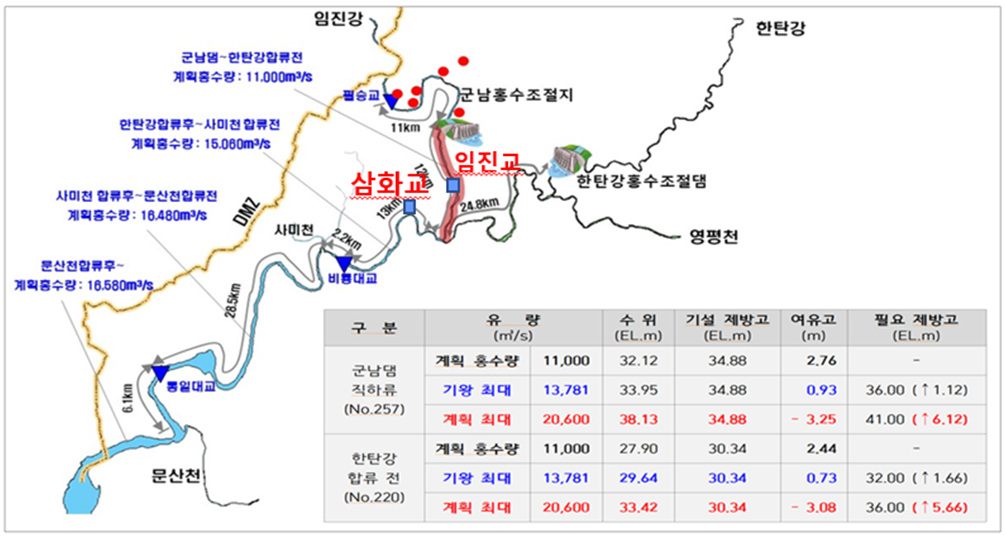 임진강
한탄강
군남댐~한탄강합류전
계획홍수량 : 11.000m³/s
필승교
군남홍수조절지
11km
한탄강합류후~사미천합류전
계획홍수량 : 15.060m³/s
임진교
12km
삼화교
한탄강홍수조절댐
사미천 합류후~문산천합류전
계획홍수량 : 16.480m³/s
DMZ
13km
24.8km
사미천
2.2km
영평천
비룡대교
문산천합류후~
계획홍수량 : 16.580m³/s
28.5km
통일대교
6.1km
문산천
구 분 유 량 (㎥/s) 수 위 (EL.m) 기설 제방고 (EL.m) 여유고 (m) 필요 제방고 (EL.m)
군남댐 직하류 (No.257)
계획 홍수량 11,000 32.12 34.88 2.76 –
기왕 최대 13,781 33.95 34.88 0.93 36.00 (↑1.12)
계획 최대 20,600 38.13 34.88 – 3.25 41.00 (↑6.12)
한탄강 합류 전 (No.220)
계획 홍수량 11,000 27.90 30.34 2.44 –
기왕 최대 13,781 29.64 30.34 0.73 32.00 (↑1.66)
계획 최대 20,600 33.42 30.34 – 3.08 36.00 (↑5.66)